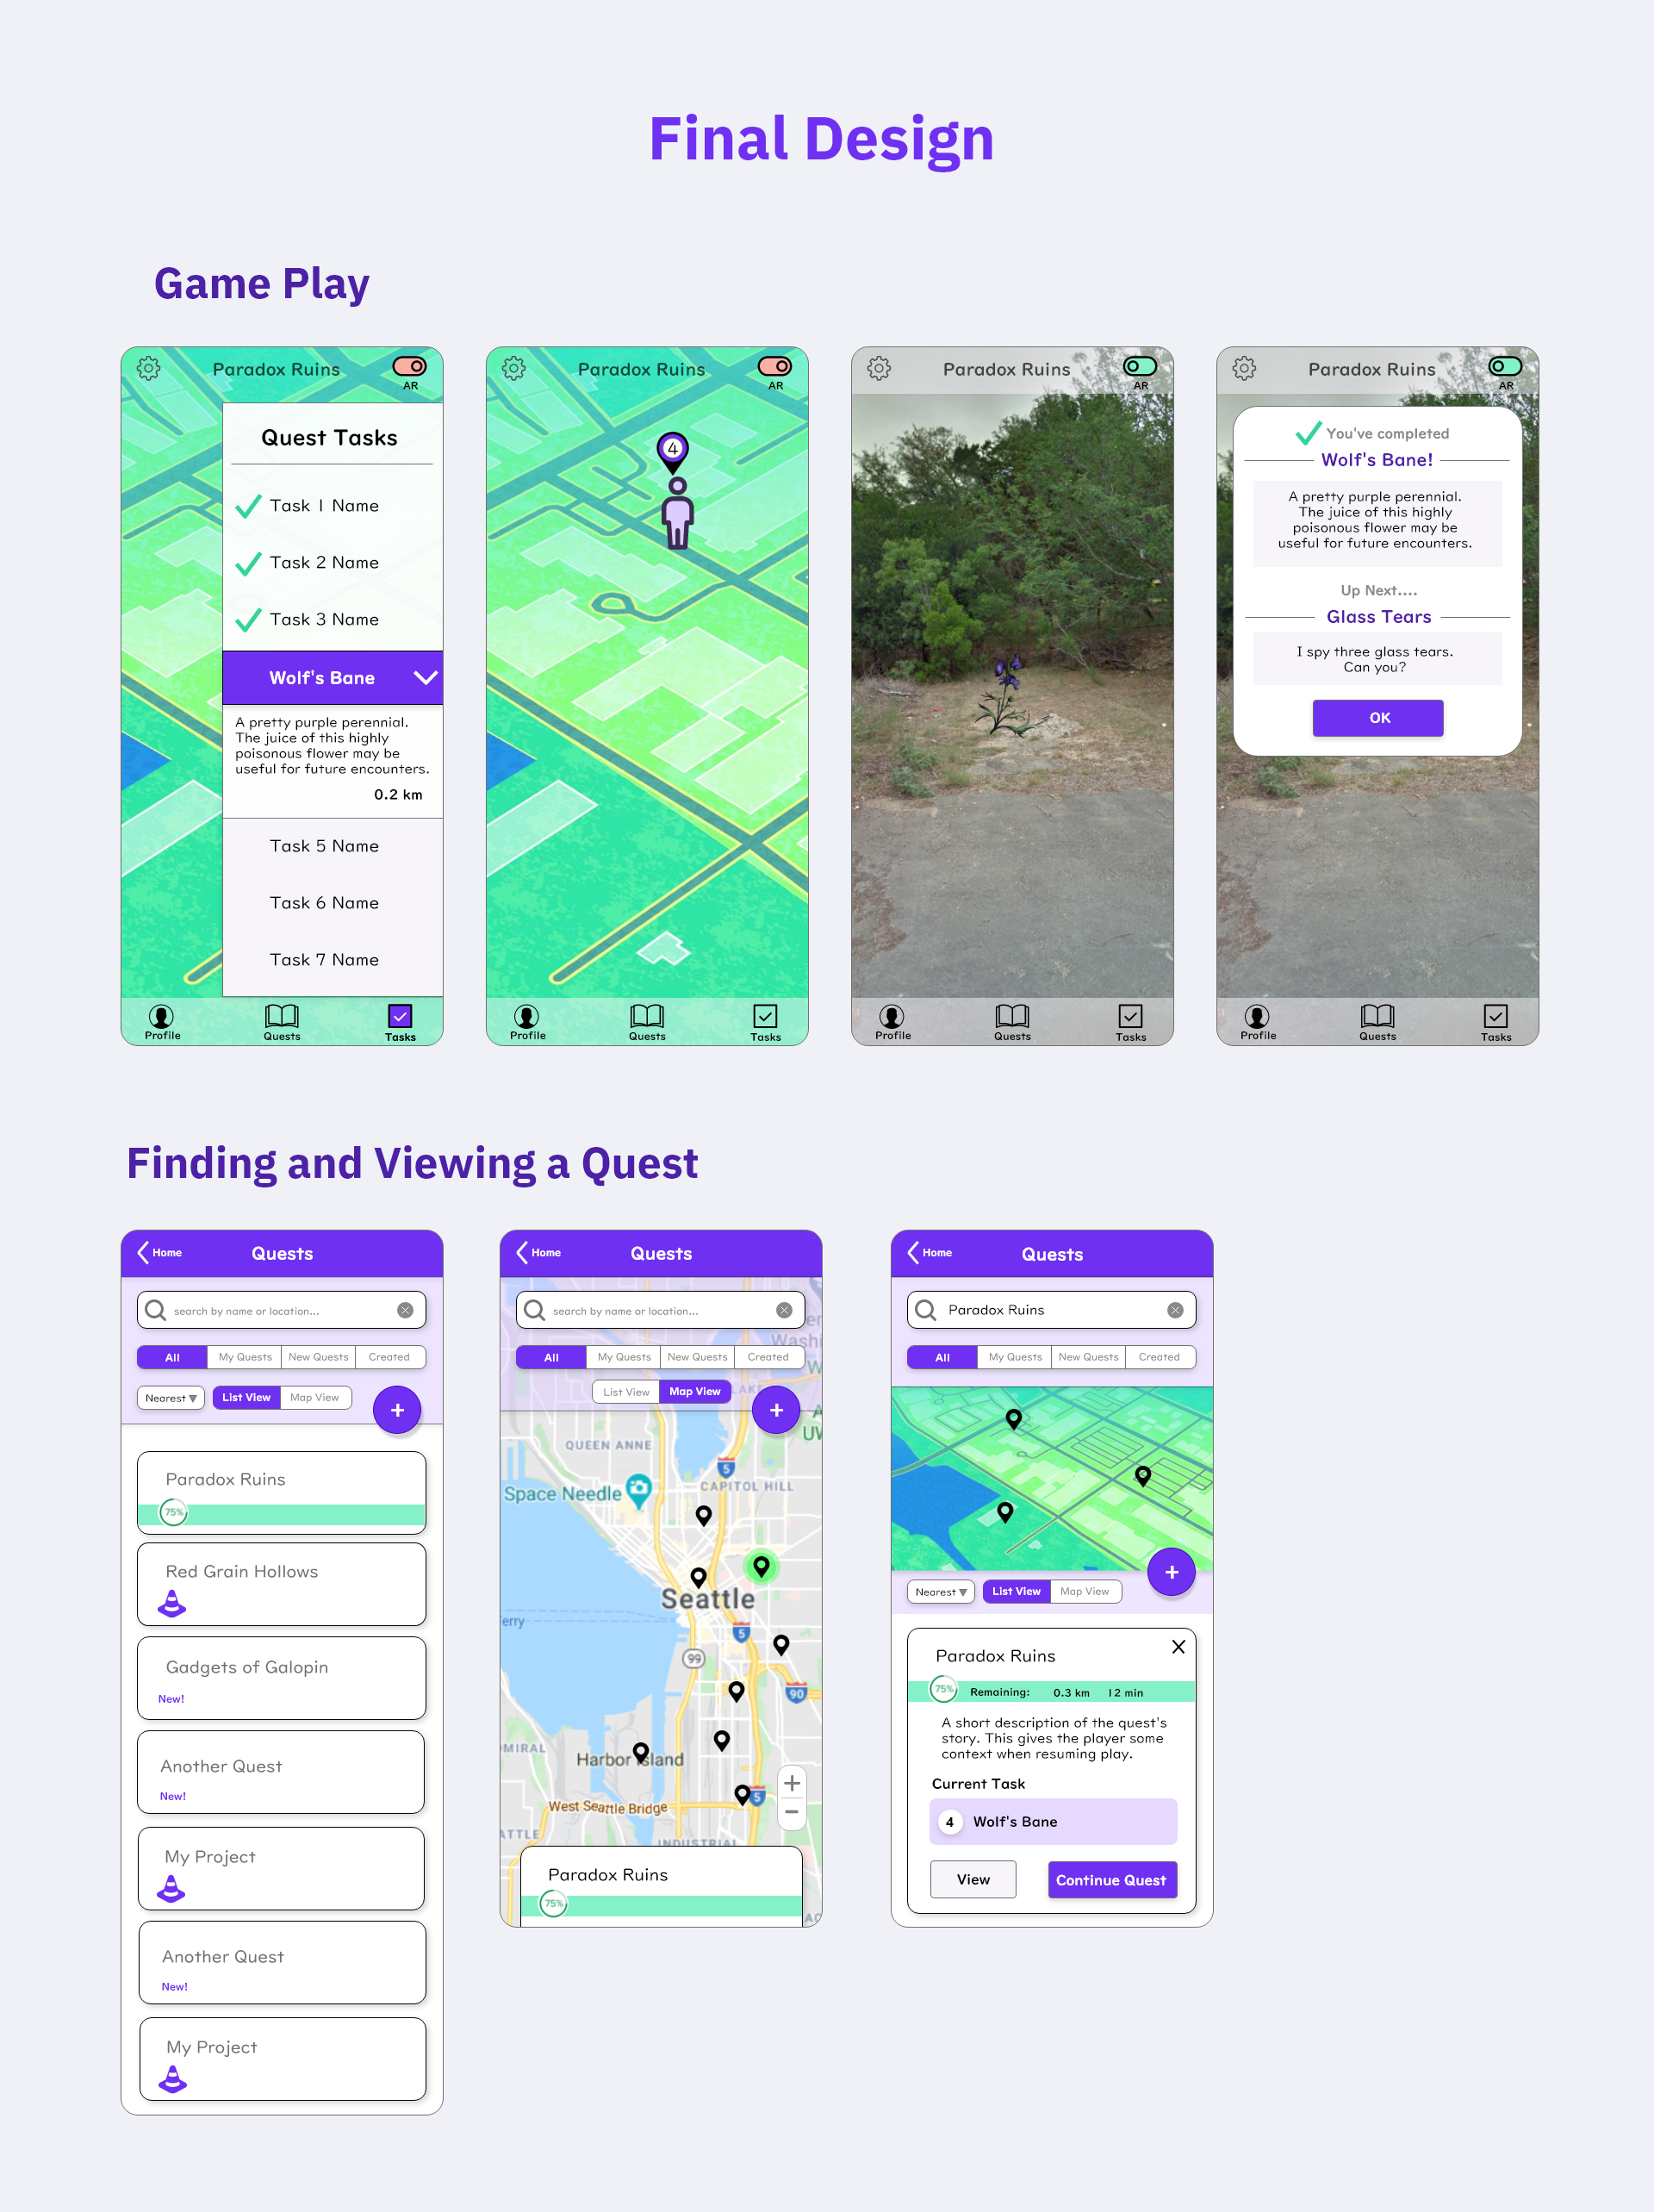 Final Design
Game Play
Paradox Ruins
AR
Quest Tasks
Task 1 Name
Task 2 Name
Task 3 Name
Wolf's Bane
A pretty purple perennial.
The juice of this highly
poisonous flower may be
useful for future encounters.
0.2 km
Task 5 Name
Task 6 Name
Task 7 Name
Profile
Quests
Tasks
Paradox Ruins
AR
4
Profile
Quests
Tasks
Paradox Ruins
AR
Profile
Quests
Tasks
Paradox Ruins
AR
You've completed
Wolf's Bane!
A pretty purple perennial.
The juice of this highly
poisonous flower may be
useful for future encounters.
Up Next....
Glass Tears
I spy three glass tears.
Can you?
OK
Profile
Quests
Tasks
Finding and Viewing a Quest
Home
Quests
search by name or location...
All My Quests New Quests Created
Nearest List View Map View
+
Paradox Ruins
75%
Red Grain Hollows
Gadgets of Galopin
New!
Another Quest
New!
My Project
Another Quest
New!
My Project
Home
Quests
search by name or location...
Washi
All My Quests New Quests Created
LAKE
List View Map View
+
UW
QUEEN ANNE
5
Space Needle
CAPITOL HILL
Seattle
erry
5
99
90
MIRAL
Harbor Island
5
+
−
West Seattle Bridge
ATTLE
INDUSTRIAL
Paradox Ruins
75%
Home
Quests
Paradox Ruins
All My Quests New Quests Created
+
Nearest List View Map View
Paradox Ruins
X
75% Remaining: 0.3 km 12 min
A short description of the quest's
story. This gives the player some
context when resuming play.
Current Task
4 Wolf's Bane
View
Continue Quest